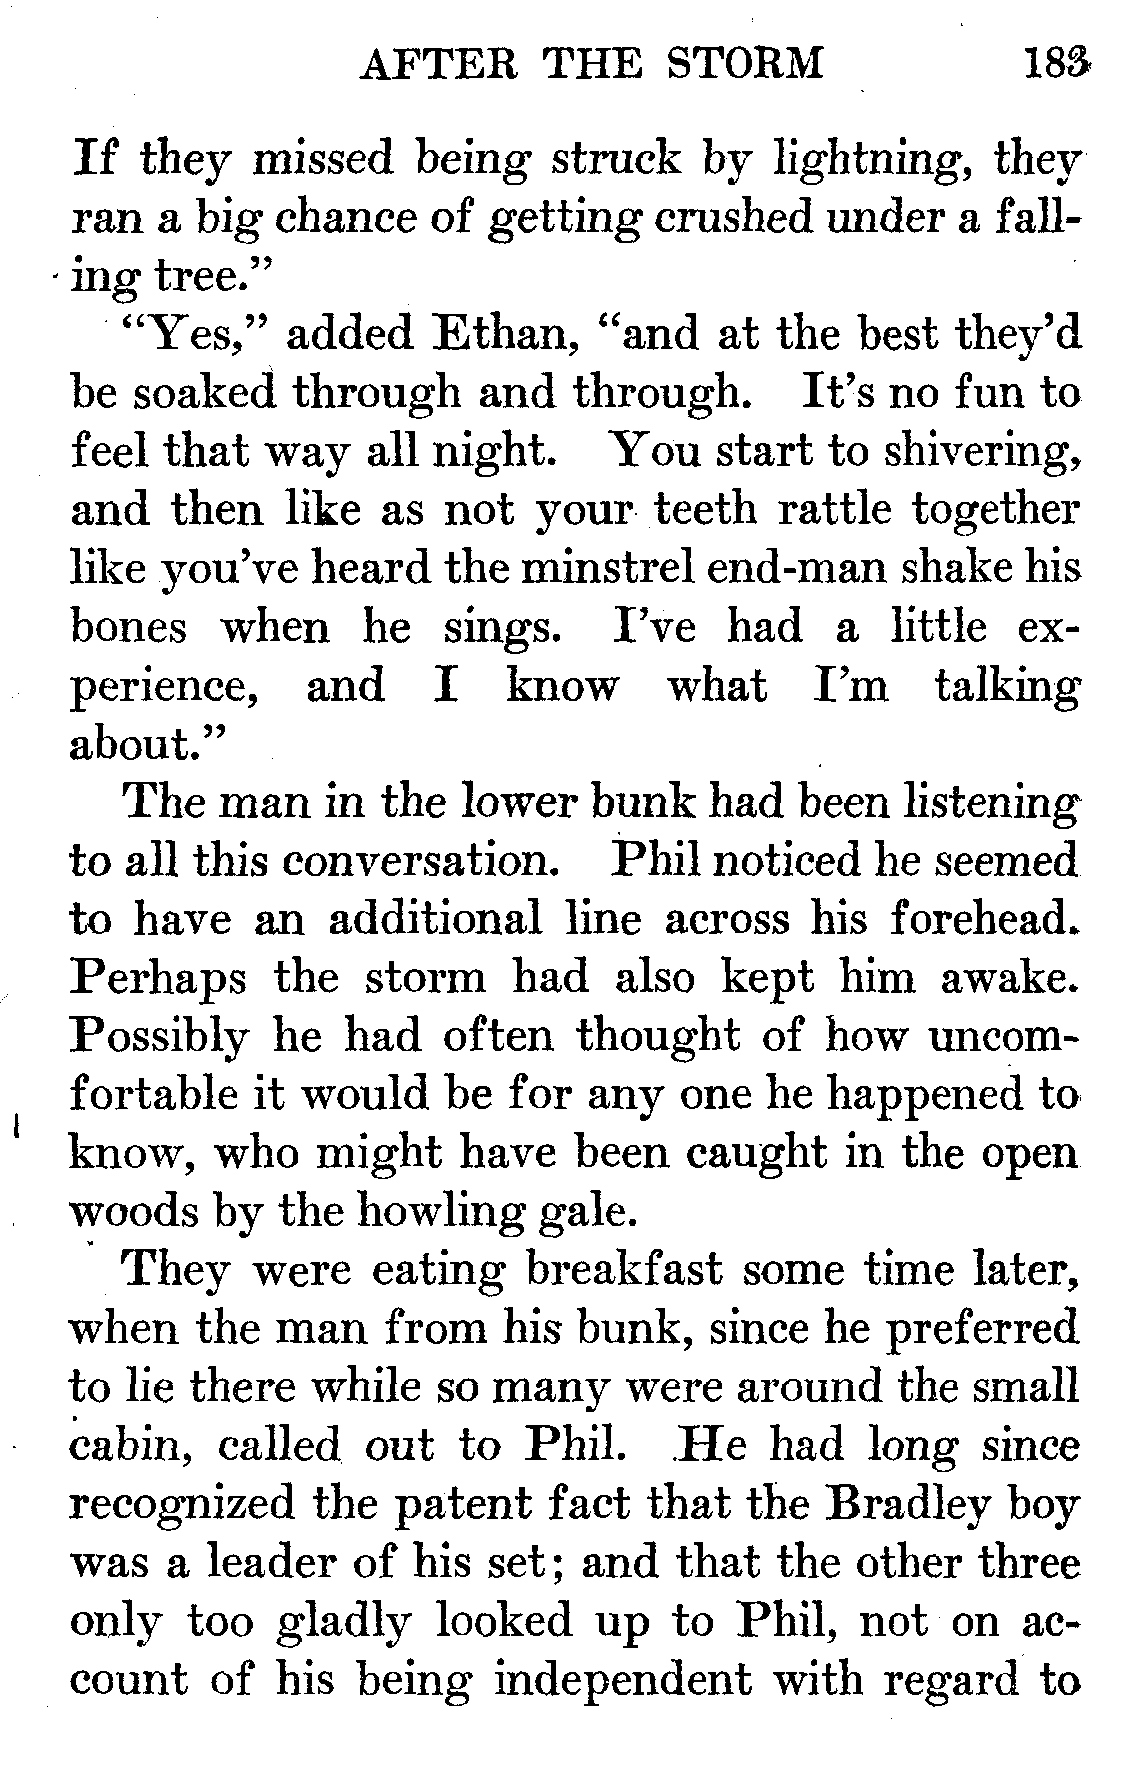 AFTER THE STORM 183
If they missed being struck by lightning, they
ran a big chance of getting crushed under a fall-
ing tree."
"Yes," added Ethan, "and at the best they'd
be soaked through and through. It's no fun to
feel that way all night. You start to shivering,
and then like as not your teeth rattle together
like you've heard the minstrel end-man shake his
bones when he sings. I've had a little ex-
perience, and I know what I'm talking
about."
The man in the lower bunk had been listening
to all this conversation. Phil noticed he seemed
to have an additional line across his forehead.
Perhaps the storm had also kept him awake.
Possibly he had often thought of how uncom-
fortable it would be for any one he happened to
know, who might have been caught in the open
woods by the howling gale.
They were eating breakfast some time later,
when the man from his bunk, since he preferred
to lie there while so many were around the small
cabin, called out to Phil. He had long since
recognized the patent fact that the Bradley boy
was a leader of his set; and that the other three
only too gladly looked up to Phil, not on ac-
count of his being independent with regard to